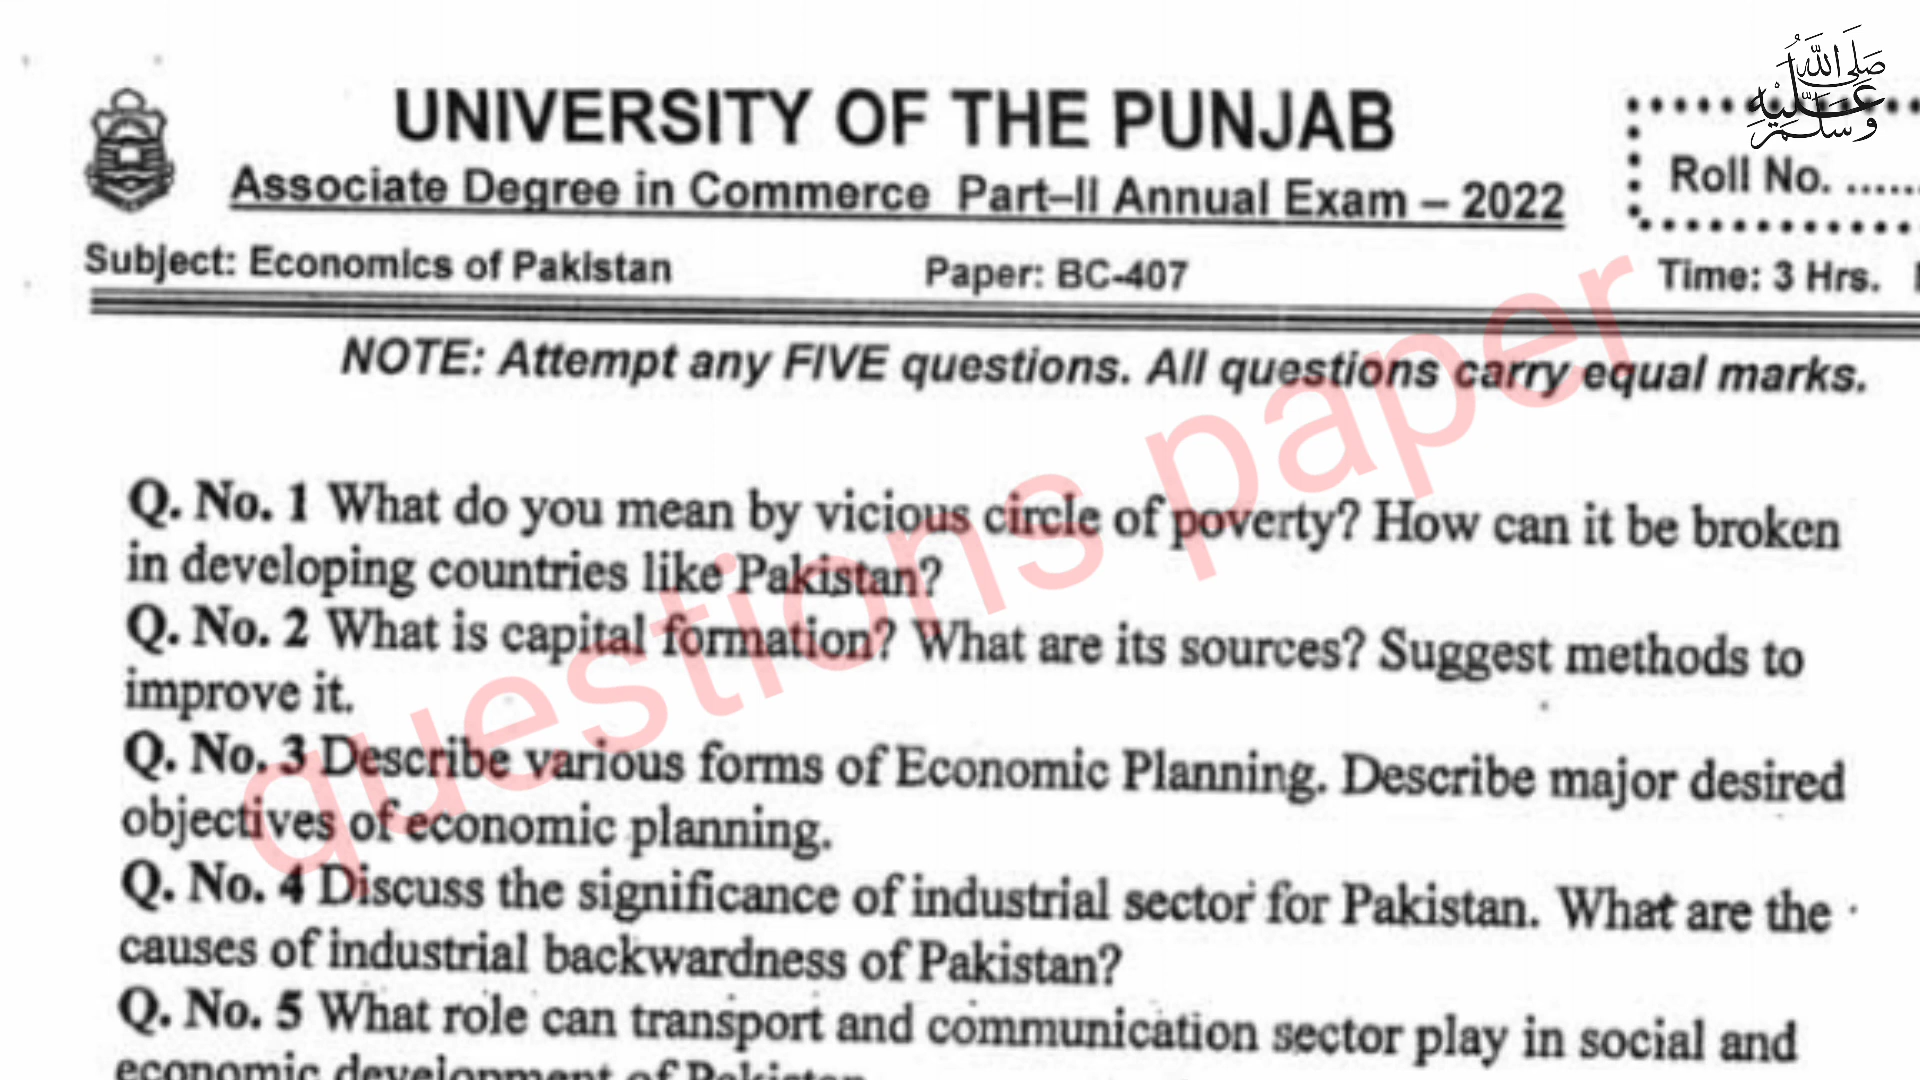 صلى الله
عليه
وسلم
UNIVERSITY OF THE PUNJAB
Associate Degree in Commerce Part–II Annual Exam – 2022
Roll No. ......
Subject: Economics of Pakistan Paper: BC-407 Time: 3 Hrs.
NOTE: Attempt any FIVE questions. All questions carry equal marks.
Q. No. 1 What do you mean by vicious circle of poverty? How can it be broken
in developing countries like Pakistan?
Q. No. 2 What is capital formation? What are its sources? Suggest methods to
improve it.
Q. No. 3 Describe various forms of Economic Planning. Describe major desired
objectives of economic planning.
Q. No. 4 Discuss the significance of industrial sector for Pakistan. What are the
causes of industrial backwardness of Pakistan?
Q. No. 5 What role can transport and communication sector play in social and
economic development of Pakistan
questions paper